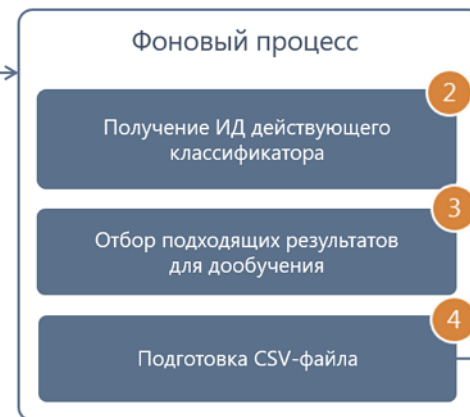 Фоновый процесс
2
Получение ИД действующего
классификатора
3
Отбор подходящих результатов
для дообучения
4
Подготовка CSV-файла